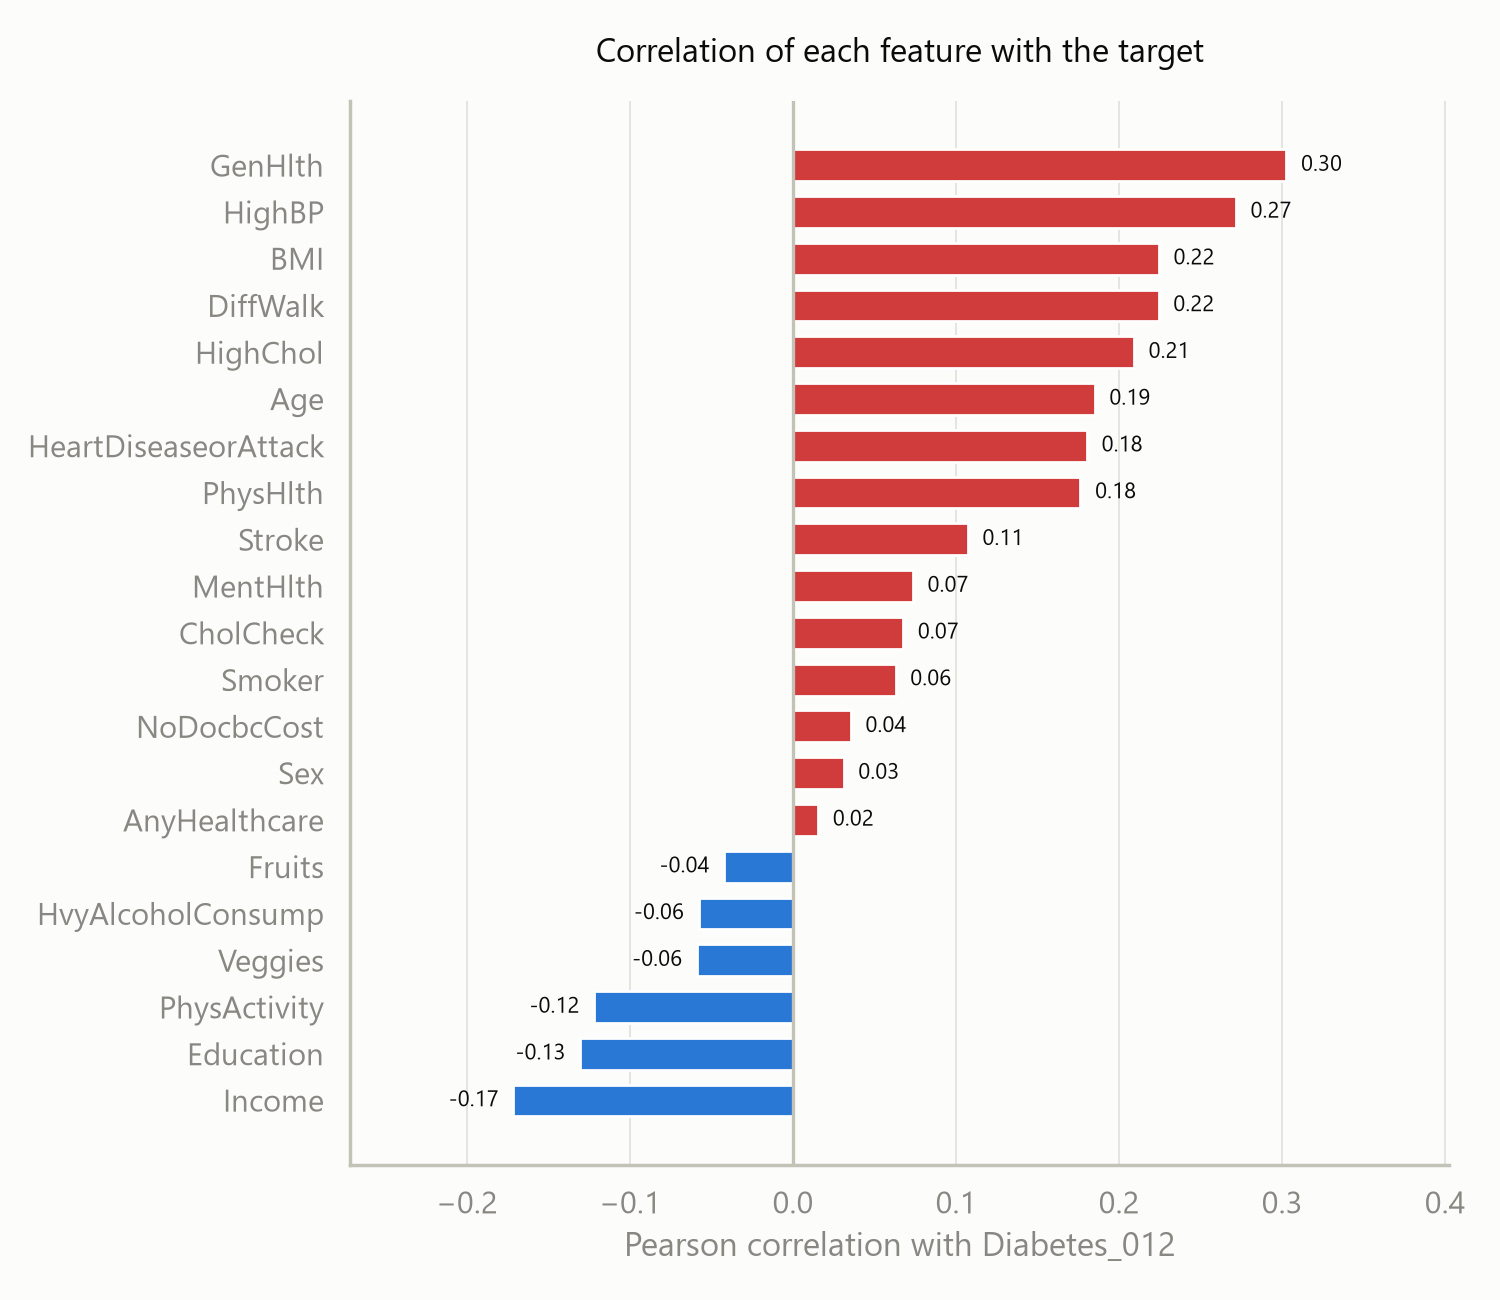 Correlation of each feature with the target
GenHlth 0.30
HighBP 0.27
BMI 0.22
DiffWalk 0.22
HighChol 0.21
Age 0.19
HeartDiseaseorAttack 0.18
PhysHlth 0.18
Stroke 0.11
MentHlth 0.07
CholCheck 0.07
Smoker 0.06
NoDocbcCost 0.04
Sex 0.03
AnyHealthcare 0.02
Fruits -0.04
HvyAlcoholConsump -0.06
Veggies -0.06
PhysActivity -0.12
Education -0.13
Income -0.17
−0.2 −0.1 0.0 0.1 0.2 0.3 0.4
Pearson correlation with Diabetes_012